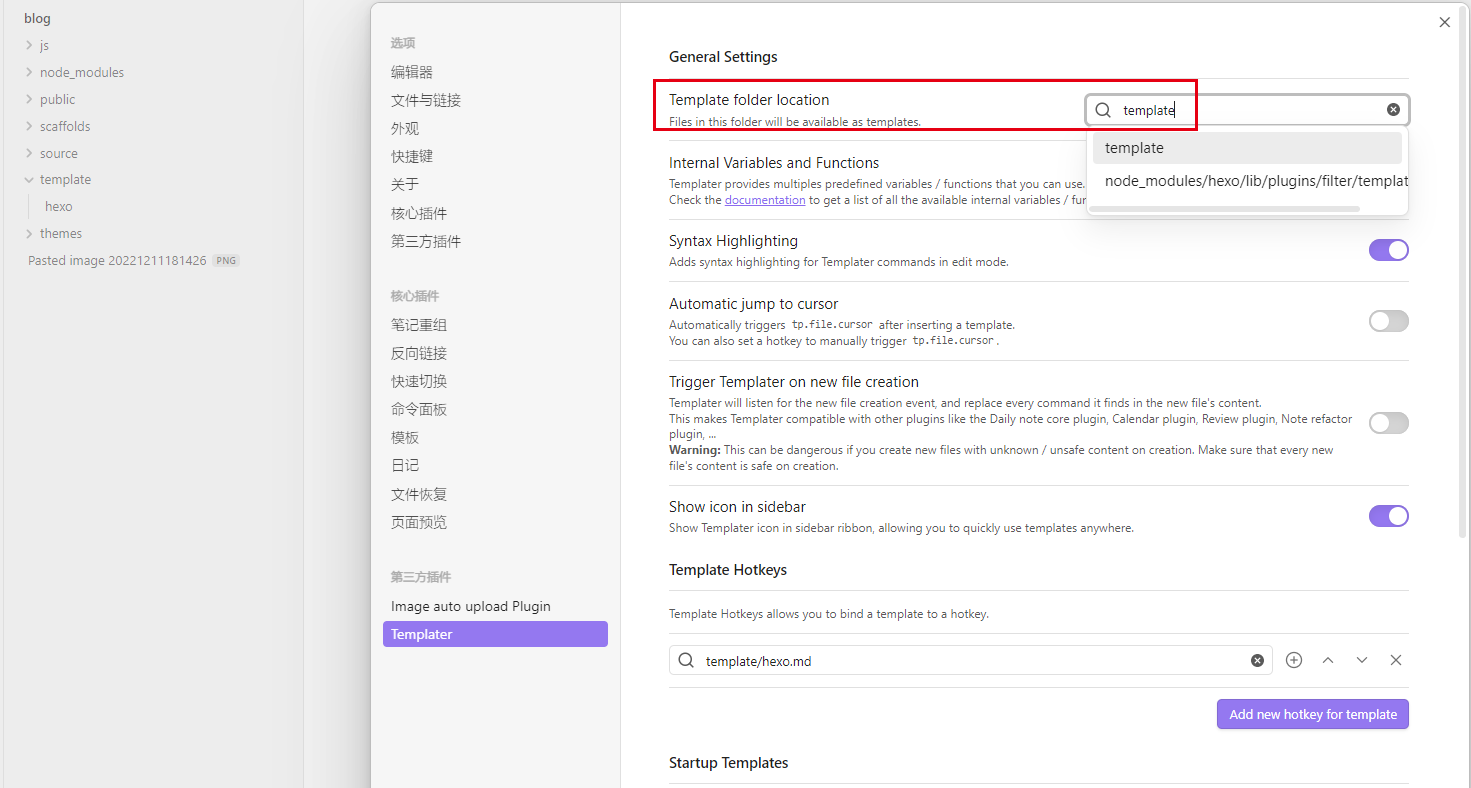 blog
js
node_modules
public
scaffolds
source
template
hexo
themes
Pasted image 20221211181426 PNG
选项
编辑器
文件与链接
外观
快捷键
关于
核心插件
第三方插件
核心插件
笔记重组
反向链接
快速切换
命令面板
模板
日记
文件恢复
页面预览
第三方插件
Image auto upload Plugin
Templater
General Settings
Template folder location
Files in this folder will be available as templates.
template
template
node_modules/hexo/lib/plugins/filter/templat
Internal Variables and Functions
Templater provides multiple predefined variables / functions that you can use.
Check the documentation to get a list of all the available internal variables / fur
Syntax Highlighting
Adds syntax highlighting for Templater commands in edit mode.
Automatic jump to cursor
Automatically triggers tp.file.cursor after inserting a template.
You can also set a hotkey to manually trigger tp.file.cursor.
Trigger Templater on new file creation
Templater will listen for the new file creation event, and replace every command it finds in the new file's content.
This makes Templater compatible with other plugins like the Daily note core plugin, Calendar plugin, Review plugin, Note refactor
plugin, ...
Warning: This can be dangerous if you create new files with unknown / unsafe content on creation. Make sure that every new
file's content is safe on creation.
Show icon in sidebar
Show Templater icon in sidebar ribbon, allowing you to quickly use templates anywhere.
Template Hotkeys
Template Hotkeys allows you to bind a template to a hotkey.
template/hexo.md
Add new hotkey for template
Startup Templates